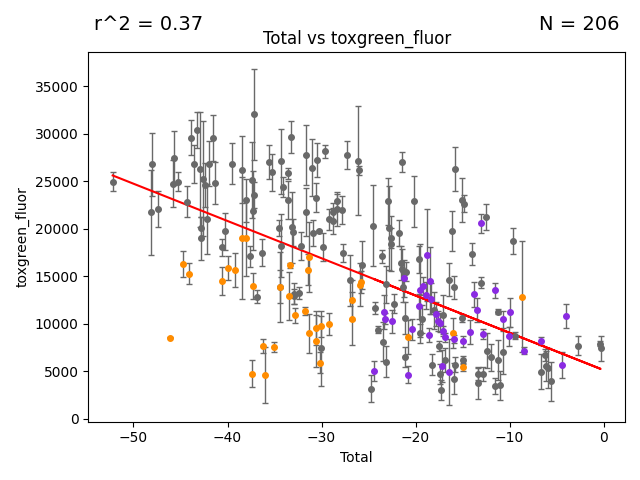 r^2 = 0.37
N = 206
Total vs toxgreen_fluor
35000
30000
25000
20000
15000
10000
5000
0
toxgreen_fluor
−50
−40
−30
−20
−10
0
Total